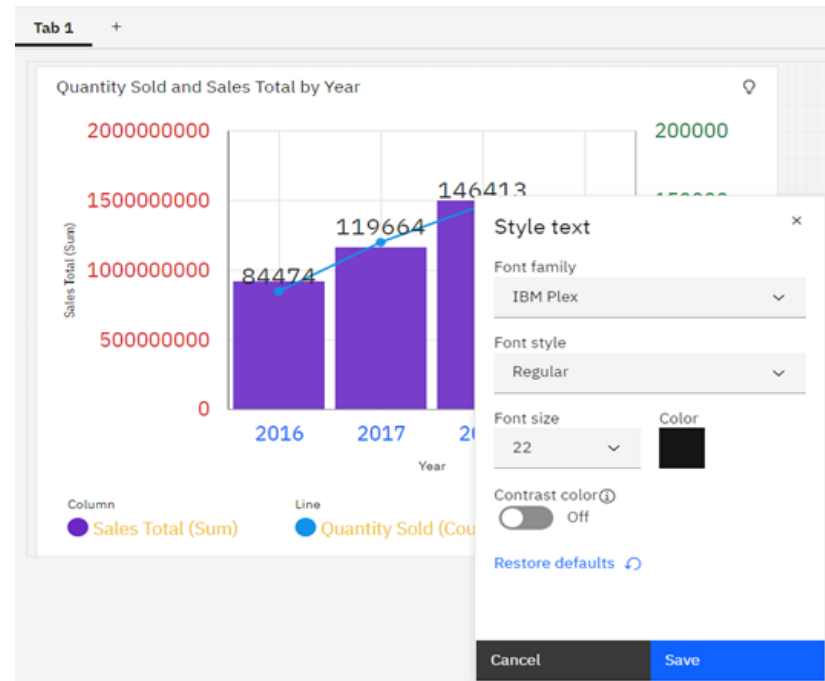 Tab 1 +
Quantity Sold and Sales Total by Year
2000000000
200000
1500000000
1000000000
500000000
0
Sales Total (Sum)
84474
119664
146413
2016 2017
Year
Column
Sales Total (Sum)
Line
Quantity Sold
Style text
Font family
IBM Plex
Font style
Regular
Font size
22
Color
Contrast color
Off
Restore defaults
Cancel
Save